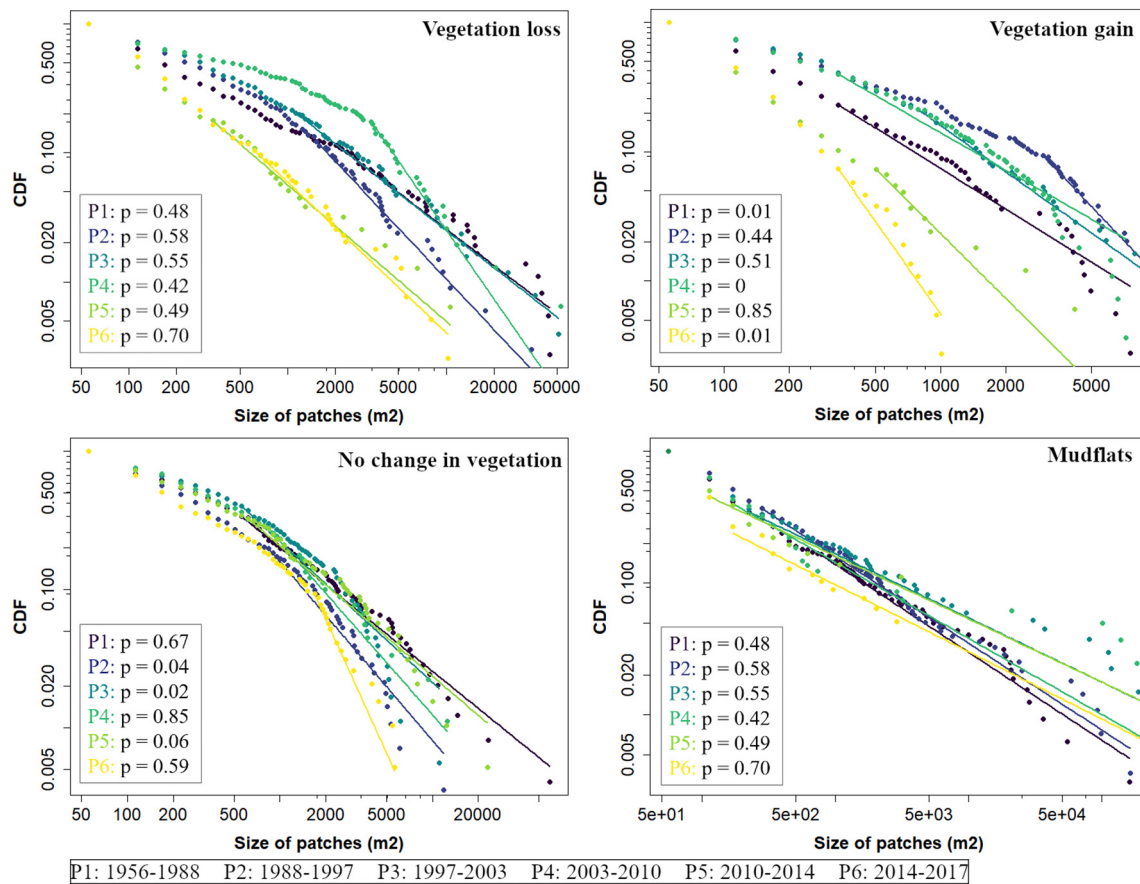 Vegetation loss
CDF
0.500
0.100
0.020
0.005
P1: p = 0.48
P2: p = 0.58
P3: p = 0.55
P4: p = 0.42
P5: p = 0.49
P6: p = 0.70
50 100 500 2000 5000 20000 50000
Size of patches (m2)
Vegetation gain
CDF
0.500
0.100
0.020
0.005
P1: p = 0.01
P2: p = 0.44
P3: p = 0.51
P4: p = 0
P5: p = 0.85
P6: p = 0.01
50 100 200 500 1000 2000 5000
Size of patches (m2)
No change in vegetation
CDF
0.500
0.100
0.020
0.005
P1: p = 0.67
P2: p = 0.04
P3: p = 0.02
P4: p = 0.85
P5: p = 0.06
P6: p = 0.59
50 100 200 500 2000 5000 20000
Size of patches (m2)
Mudflats
CDF
0.500
0.100
0.020
0.005
P1: p = 0.48
P2: p = 0.58
P3: p = 0.55
P4: p = 0.42
P5: p = 0.49
P6: p = 0.70
5e+01 5e+02 5e+03 5e+04
Size of patches (m2)
P1: 1956-1988 P2: 1988-1997 P3: 1997-2003 P4: 2003-2010 P5: 2010-2014 P6: 2014-2017